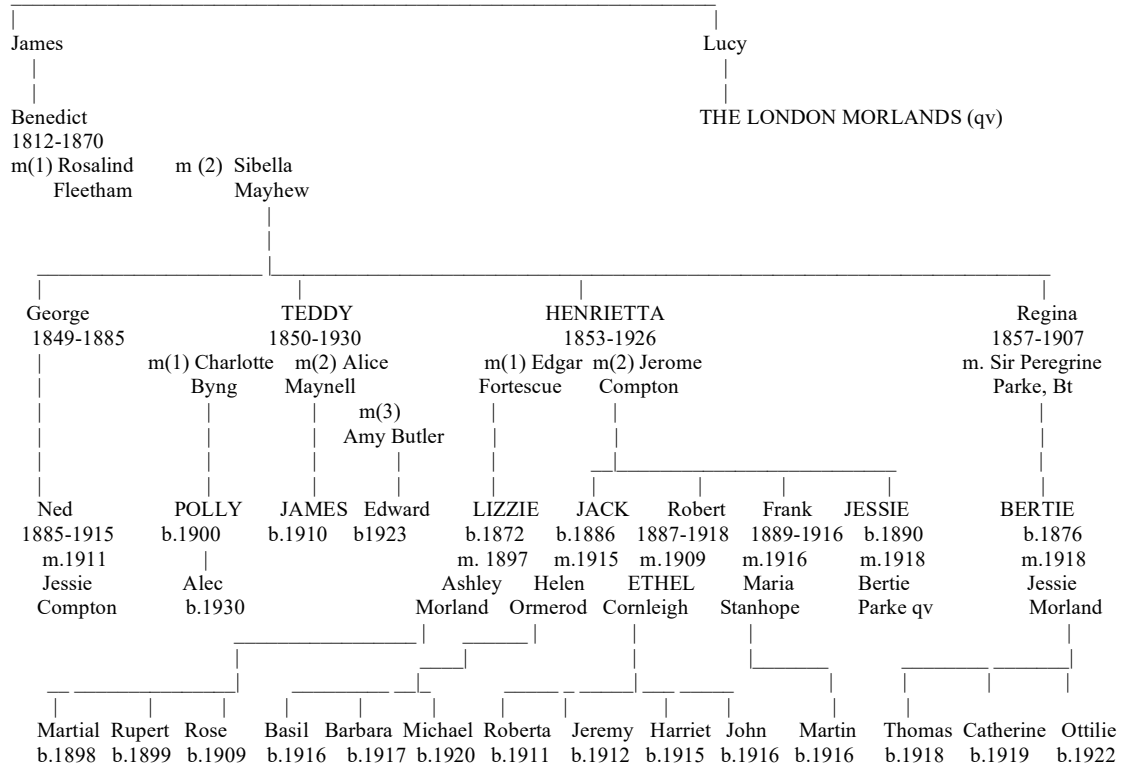 James Lucy
Benedict THE LONDON MORLANDS (qv)
1812-1870
m(1) Rosalind m (2) Sibella
Fleetham Mayhew
George TEDDY HENRIETTA Regina
1849-1885 1850-1930 1853-1926 1857-1907
m(1) Charlotte m(2) Alice m(1) Edgar m(2) Jerome m. Sir Peregrine
Byng Maynell Fortescue Compton Parke, Bt
m(3)
Amy Butler
Ned POLLY JAMES Edward LIZZIE JACK Robert Frank JESSIE BERTIE
1885-1915 b.1900 b.1910 b1923 b.1872 b.1886 1887-1918 1889-1916 b.1890 b.1876
m.1911 m. 1897 m.1915 m.1909 m.1916 m.1918 m.1918
Jessie Alec Ashley Helen ETHEL Maria Bertie Jessie
Compton b.1930 Morland Ormerod Cornleigh Stanhope Parke qv Morland
Martial Rupert Rose Basil Barbara Michael Roberta Jeremy Harriet John Martin Thomas Catherine Ottilie
b.1898 b.1899 b.1909 b.1916 b.1917 b.1920 b.1911 b.1912 b.1915 b.1916 b.1916 b.1918 b.1919 b.1922